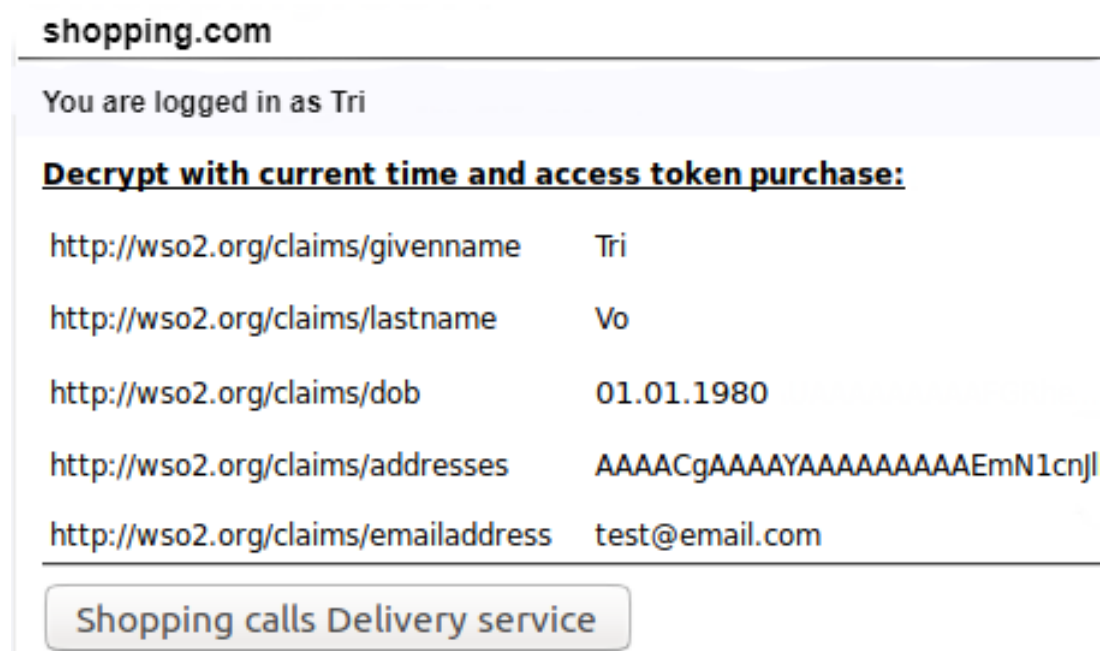 shopping.com
You are logged in as Tri
Decrypt with current time and access token purchase:
http://wso2.org/claims/givenname Tri
http://wso2.org/claims/lastname Vo
http://wso2.org/claims/dob 01.01.1980
http://wso2.org/claims/addresses AAAACgAAAAYAAAAAAAAAEmN1cnJl
http://wso2.org/claims/emailaddress test@email.com
Shopping calls Delivery service